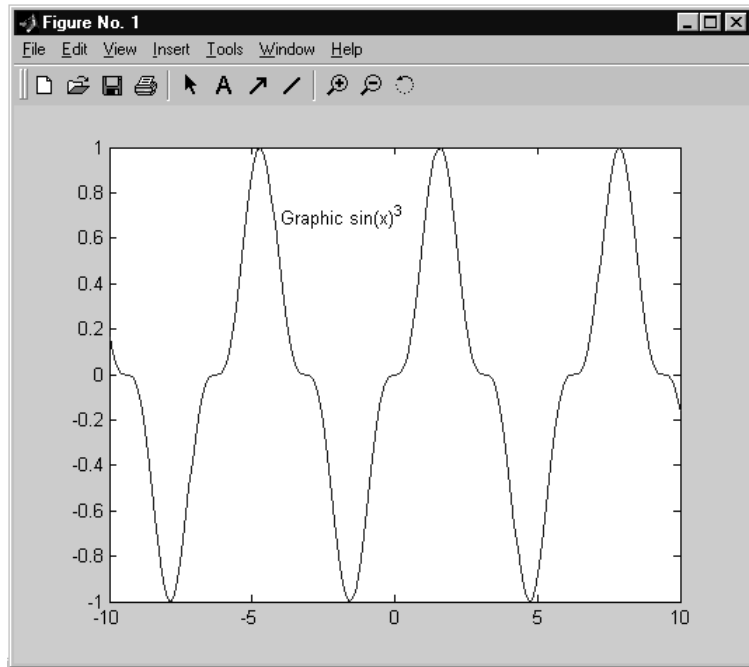 Figure No. 1
File Edit View Insert Tools Window Help
A
1
0.8
0.6
0.4
0.2
0
-0.2
-0.4
-0.6
-0.8
-1
Graphic sin(x)³
-10 -5 0 5 10